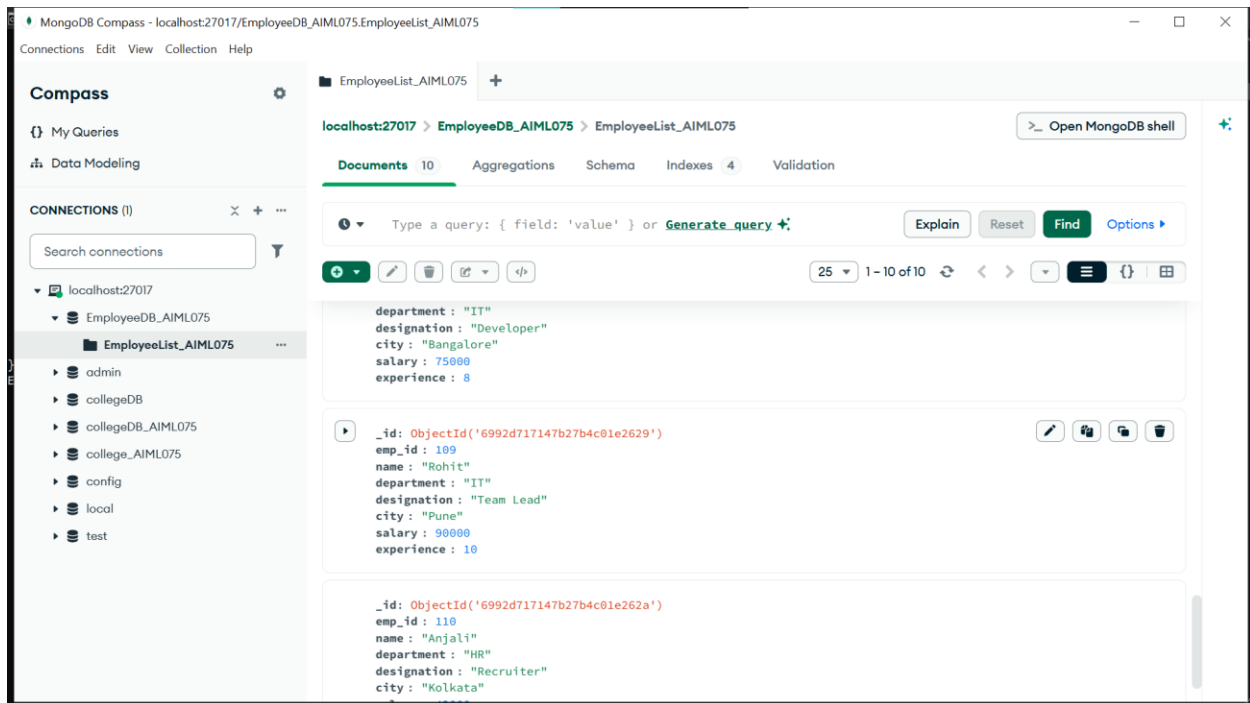 MongoDB Compass - localhost:27017/EmployeeDB_AIML075.EmployeeList_AIML075
Connections Edit View Collection Help
Compass
{} My Queries
Data Modeling
CONNECTIONS (1)
Search connections
localhost:27017
EmployeeDB_AIML075
EmployeeList_AIML075
admin
collegeDB
collegeDB_AIML075
college_AIML075
config
local
test
EmployeeList_AIML075
localhost:27017 > EmployeeDB_AIML075 > EmployeeList_AIML075
>_ Open MongoDB shell
Documents 10 Aggregations Schema Indexes 4 Validation
Type a query: { field: 'value' } or Generate query
Explain Reset Find Options
25 1 – 10 of 10
department : "IT"
designation : "Developer"
city : "Bangalore"
salary : 75000
experience : 8
_id: ObjectId('6992d717147b27b4c01e2629')
emp_id : 109
name : "Rohit"
department : "IT"
designation : "Team Lead"
city : "Pune"
salary : 90000
experience : 10
_id: ObjectId('6992d717147b27b4c01e262a')
emp_id : 110
name : "Anjali"
department : "HR"
designation : "Recruiter"
city : "Kolkata"